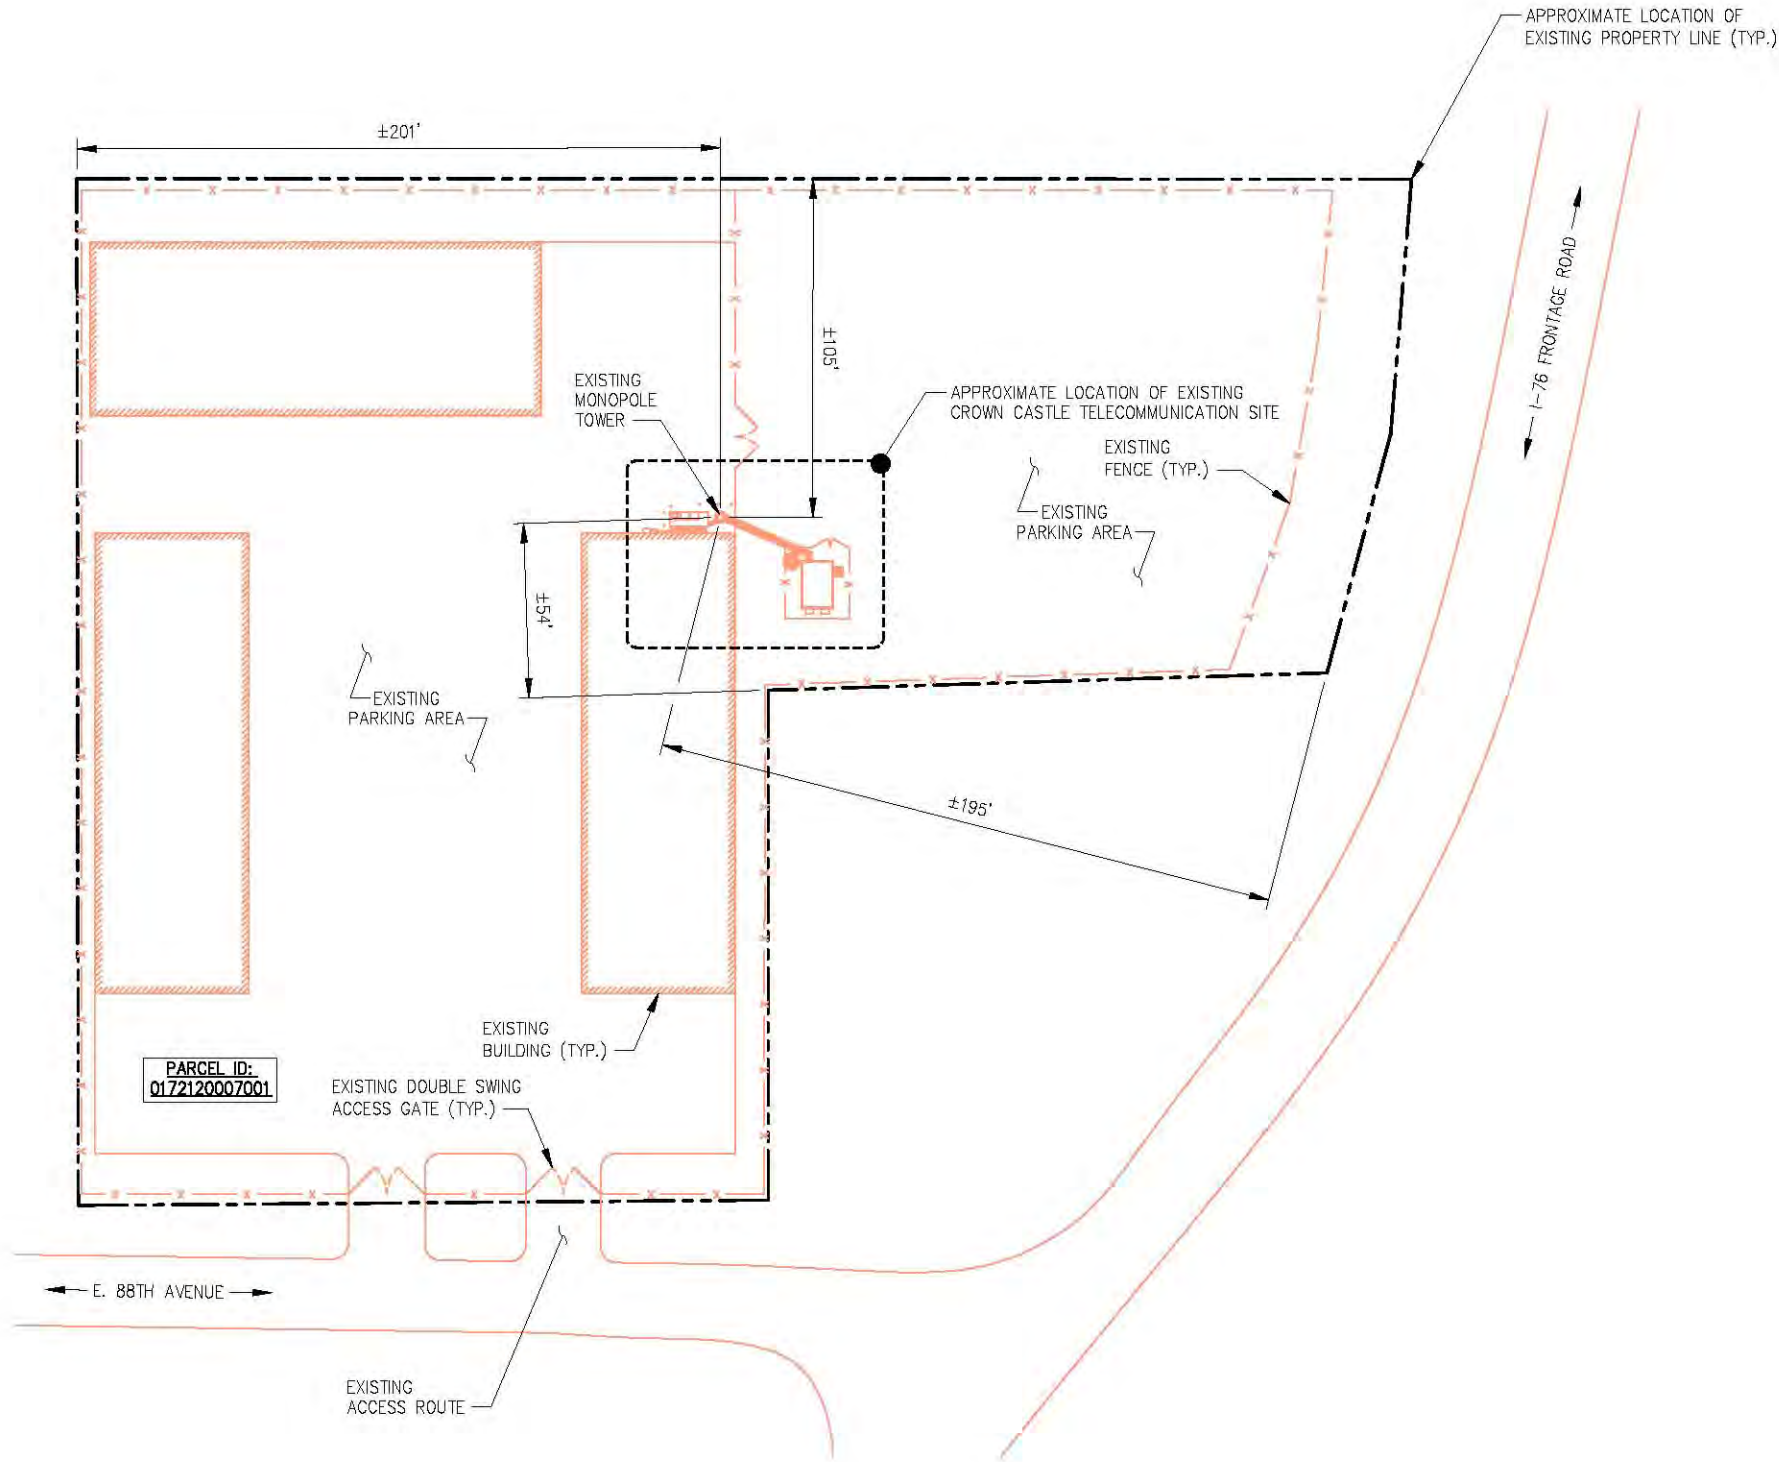 APPROXIMATE LOCATION OF
EXISTING PROPERTY LINE (TYP.)
±201'
±105'
I-76 FRONTAGE ROAD
EXISTING
MONOPOLE
TOWER
APPROXIMATE LOCATION OF EXISTING
CROWN CASTLE TELECOMMUNICATION SITE
EXISTING
FENCE (TYP.)
EXISTING
PARKING AREA
±54'
EXISTING
PARKING AREA
±195'
EXISTING
BUILDING (TYP.)
PARCEL ID:
0172120007001
EXISTING DOUBLE SWING
ACCESS GATE (TYP.)
E. 88TH AVENUE
EXISTING
ACCESS ROUTE